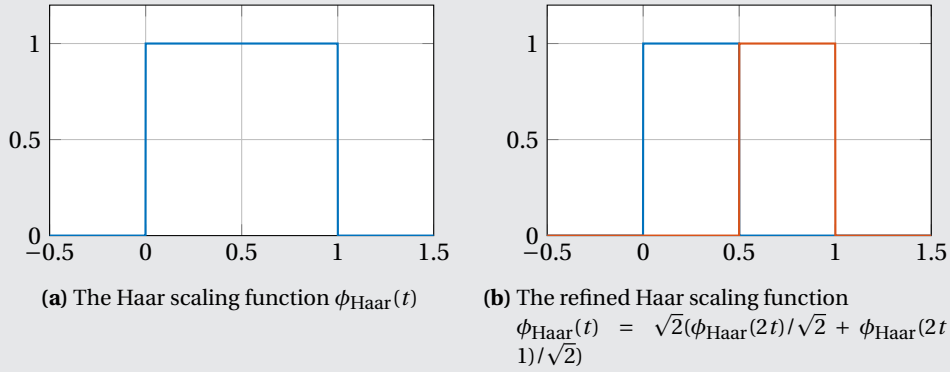 1
0.5
0
−0.5 0 0.5 1 1.5
(a) The Haar scaling function ϕHaar(t)
1
0.5
0
−0.5 0 0.5 1 1.5
(b) The refined Haar scaling function
ϕHaar(t) = √2(ϕHaar(2t)/√2 + ϕHaar(2t
1)/√2)